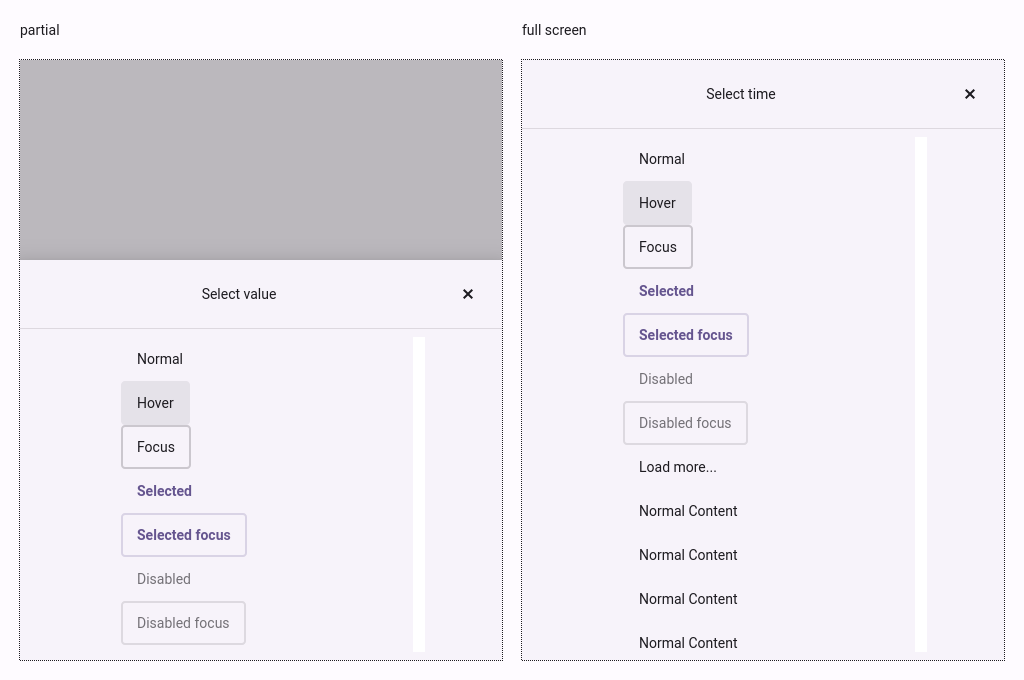 partial
Select value
×
Normal
Hover
Focus
Selected
Selected focus
Disabled
Disabled focus
full screen
Select time
×
Normal
Hover
Focus
Selected
Selected focus
Disabled
Disabled focus
Load more...
Normal Content
Normal Content
Normal Content
Normal Content